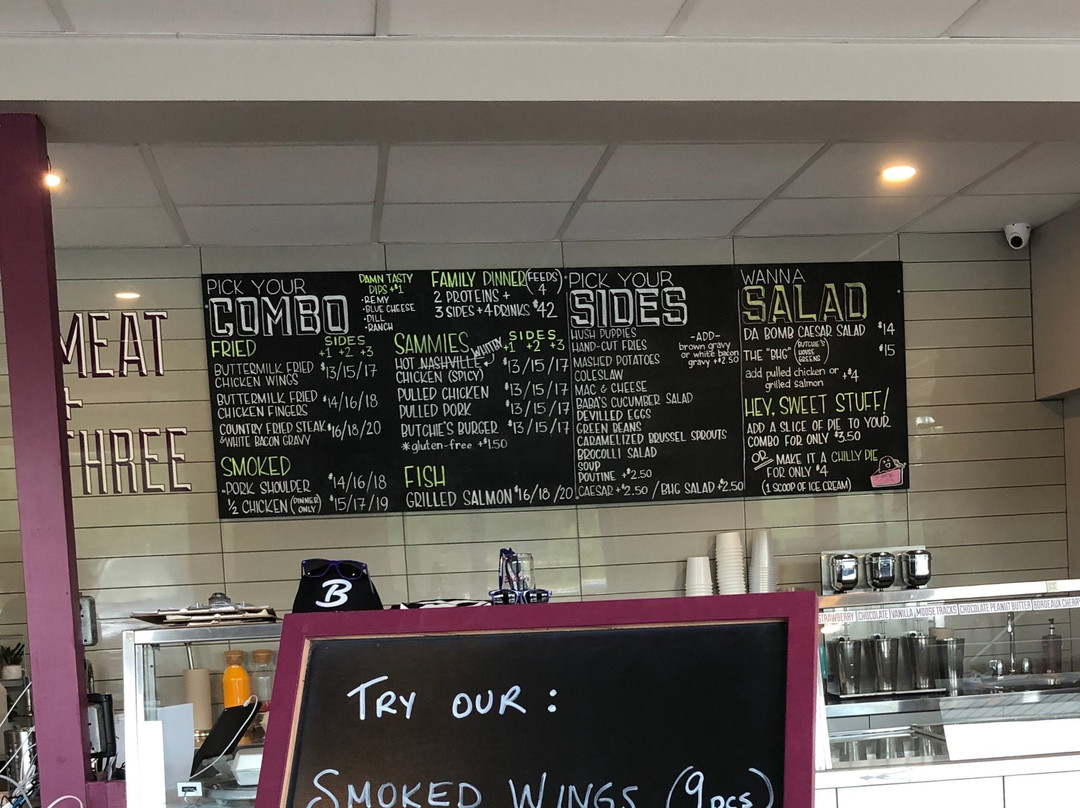 MEAT
+
THREE
PICK YOUR
COMBO
DAMN TASTY
DIPS +$1
•REMY
•BLUE CHEESE
•DILL
•RANCH
FRIED
SIDES
+1 +2 +3
BUTTERMILK FRIED
CHICKEN WINGS $13/15/17
BUTTERMILK FRIED
CHICKEN FINGERS $14/16/18
COUNTRY FRIED STEAK
& WHITE BACON GRAVY $16/18/20
SMOKED
•PORK SHOULDER $14/16/18
½ CHICKEN (DINNER ONLY) $15/17/19
FAMILY DINNER (FEEDS 4)
2 PROTEINS +
3 SIDES + 4 DRINKS $42
SAMMIES
SIDES
+1 +2 +3
HOT NASHVILLE WHITBY
CHICKEN (SPICY) $13/15/17
PULLED CHICKEN $13/15/17
PULLED PORK $13/15/17
BUTCHIE'S BURGER $13/15/17
*gluten-free +$1.50
FISH
GRILLED SALMON $16/18/20
PICK YOUR
SIDES
HUSH PUPPIES
HAND-CUT FRIES
MASHED POTATOES
COLESLAW
MAC & CHEESE
BABA'S CUCUMBER SALAD
DEVILLED EGGS
GREEN BEANS
CARAMELIZED BRUSSEL SPROUTS
BROCOLLI SALAD
SOUP
POUTINE +$2.50
CAESAR +$2.50 / BHG SALAD +$2.50
-ADD-
brown gravy
or white bacon
gravy +$2.50
WANNA
SALAD
DA BOMB CAESAR SALAD $14
THE "BHG" (BUTCHIE'S HOUSE GREENS) $15
add pulled chicken or
grilled salmon +$4
HEY, SWEET STUFF!
ADD A SLICE OF PIE TO YOUR
COMBO FOR ONLY $3.50
OR MAKE IT A CHILLY PIE
FOR ONLY $4
(1 SCOOP OF ICE CREAM)
B
STRAWBERRY CHOCOLATE VANILLA MOOSE TRACKS CHOCOLATE PEANUT BUTTER BORDEAUX CHERRY
TRY OUR:
SMOKED WINGS (9pcs)